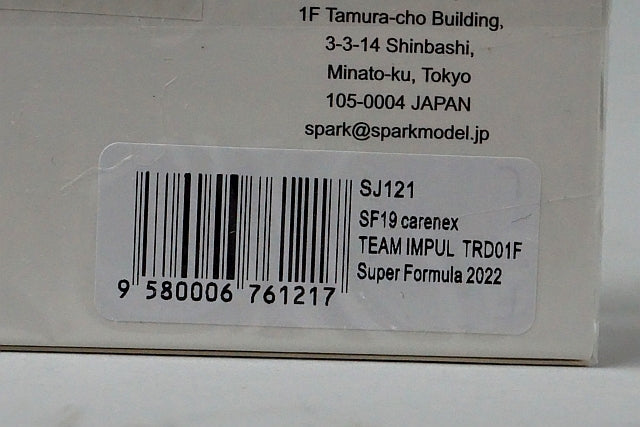 1F Tamura-cho Building,
3-3-14 Shinbashi,
Minato-ku, Tokyo
105-0004 JAPAN
spark@sparkmodel.jp
SJ121
SF19 carenex
TEAM IMPUL TRD01F
Super Formula 2022
9 580006 761217